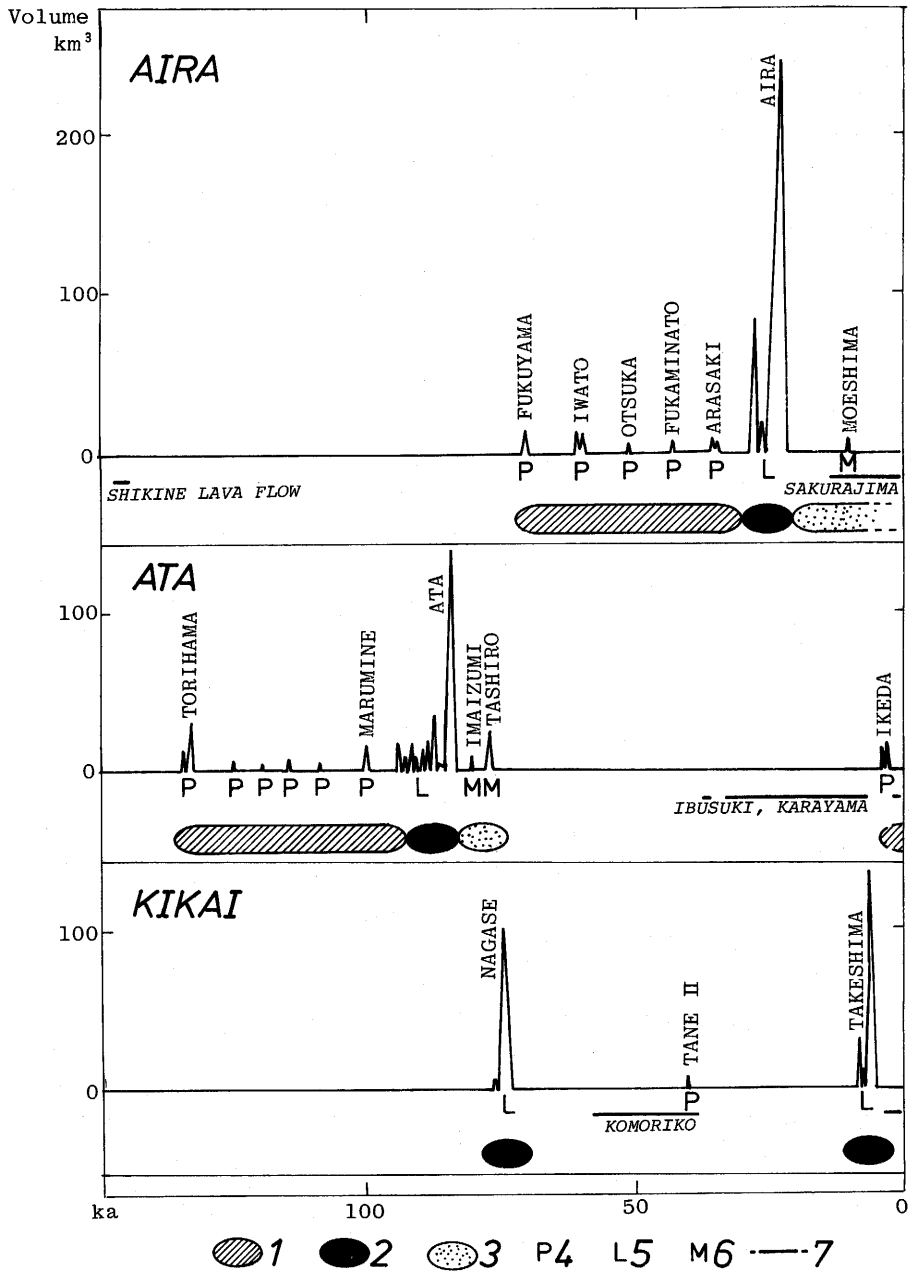 Volume
km³
AIRA
200
100
0
FUKUYAMA
IWATO
OTSUKA
FUKAMINATO
ARASAKI
AIRA
MOESHIMA
P P P P P L M
SHIKINE LAVA FLOW
SAKURAJIMA
ATA
100
0
TORIHAMA
MARUMINE
ATA
IMAIZUMI
TASHIRO
IKEDA
P P P P P P L M M P
IBUSUKI, KARAYAMA
KIKAI
100
0
NAGASE
TANE II
TAKESHIMA
L P L
KOMORIKO
ka 100 50 0
1 2 3 P4 L5 M6 7